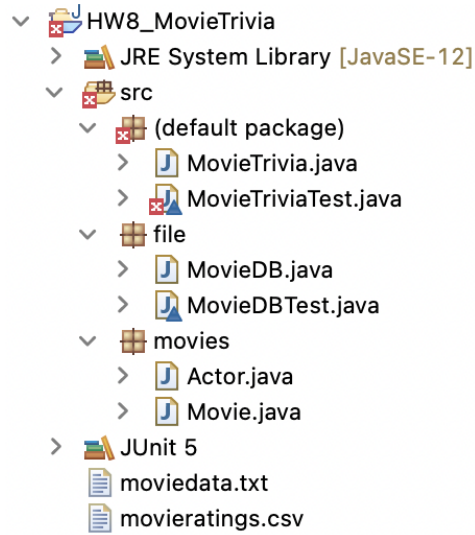 HW8_MovieTrivia
JRE System Library [JavaSE-12]
src
(default package)
MovieTrivia.java
MovieTriviaTest.java
file
MovieDB.java
MovieDBTest.java
movies
Actor.java
Movie.java
JUnit 5
moviedata.txt
movieratings.csv